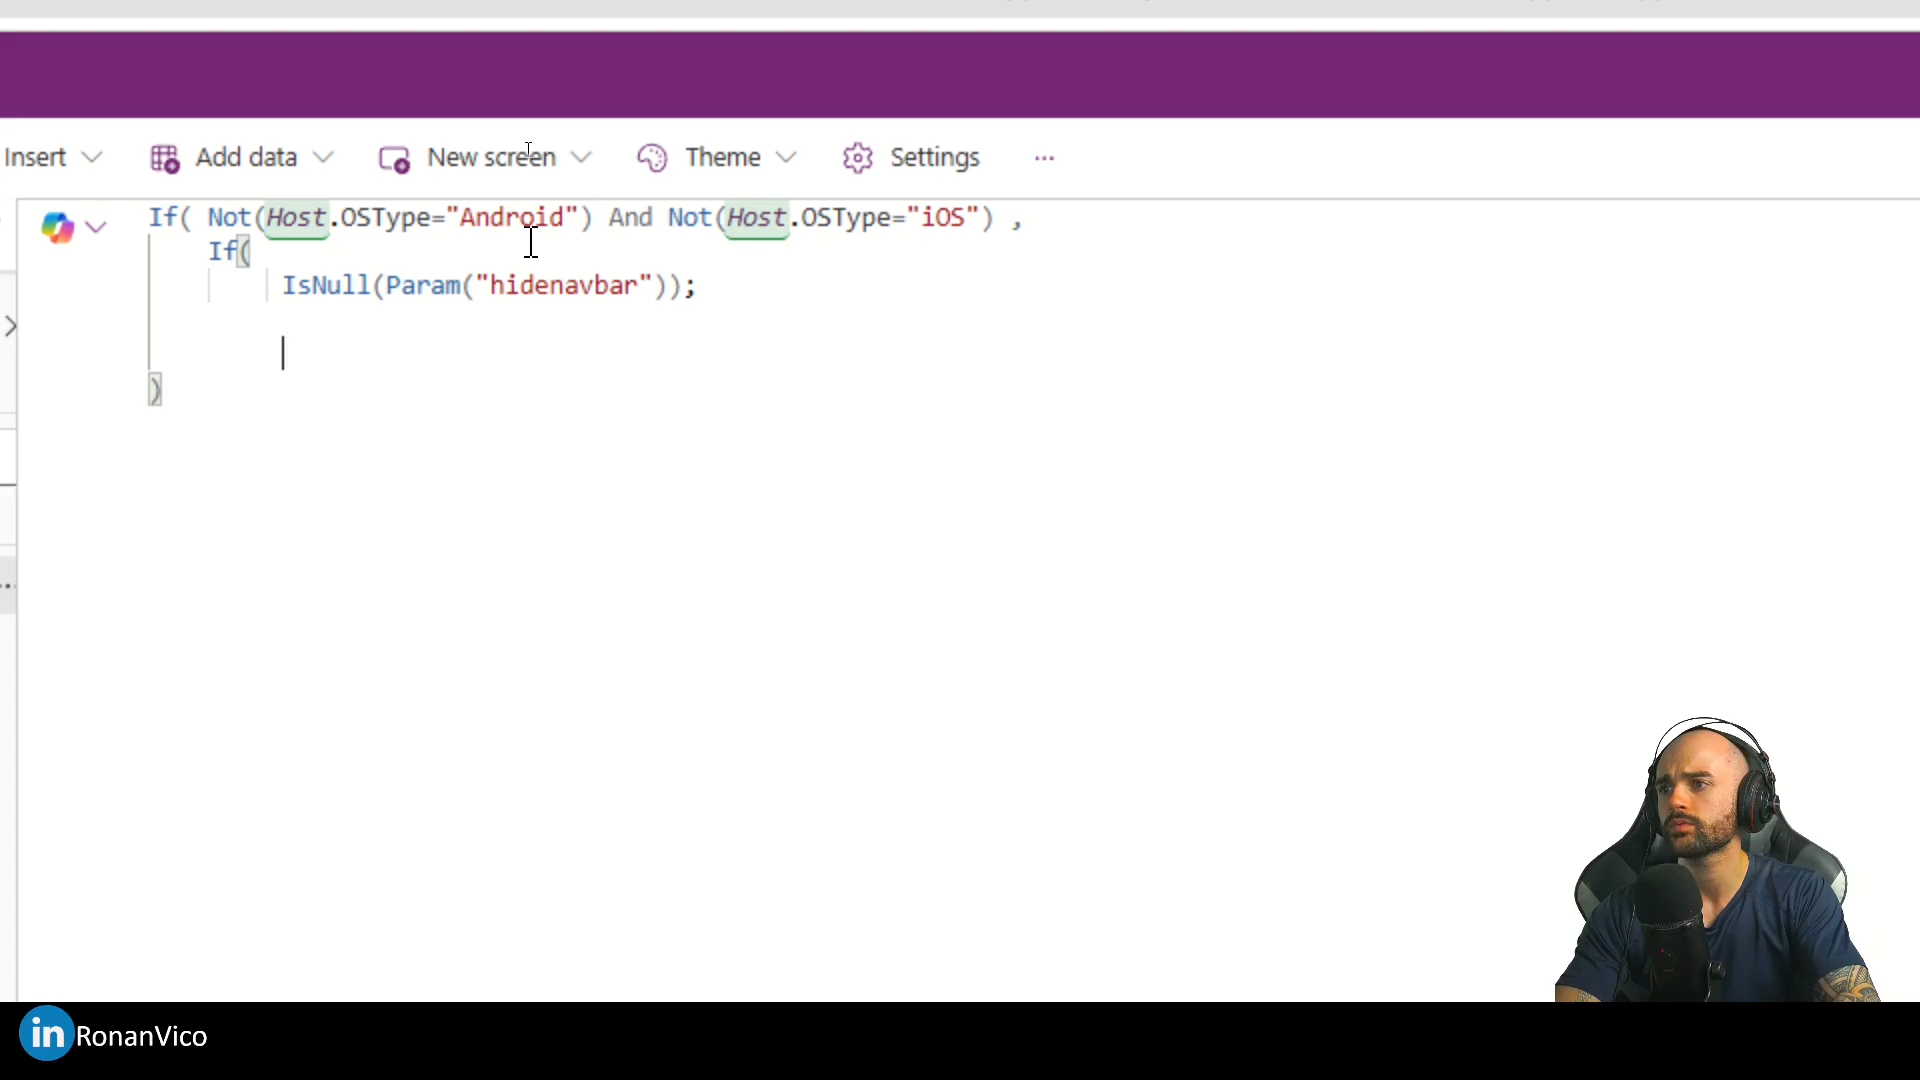 Insert Add data New screen Theme Settings ...
If( Not(Host.OSType="Android") And Not(Host.OSType="iOS") ,
If(
IsNull(Param("hidenavbar"));
)
in RonanVico